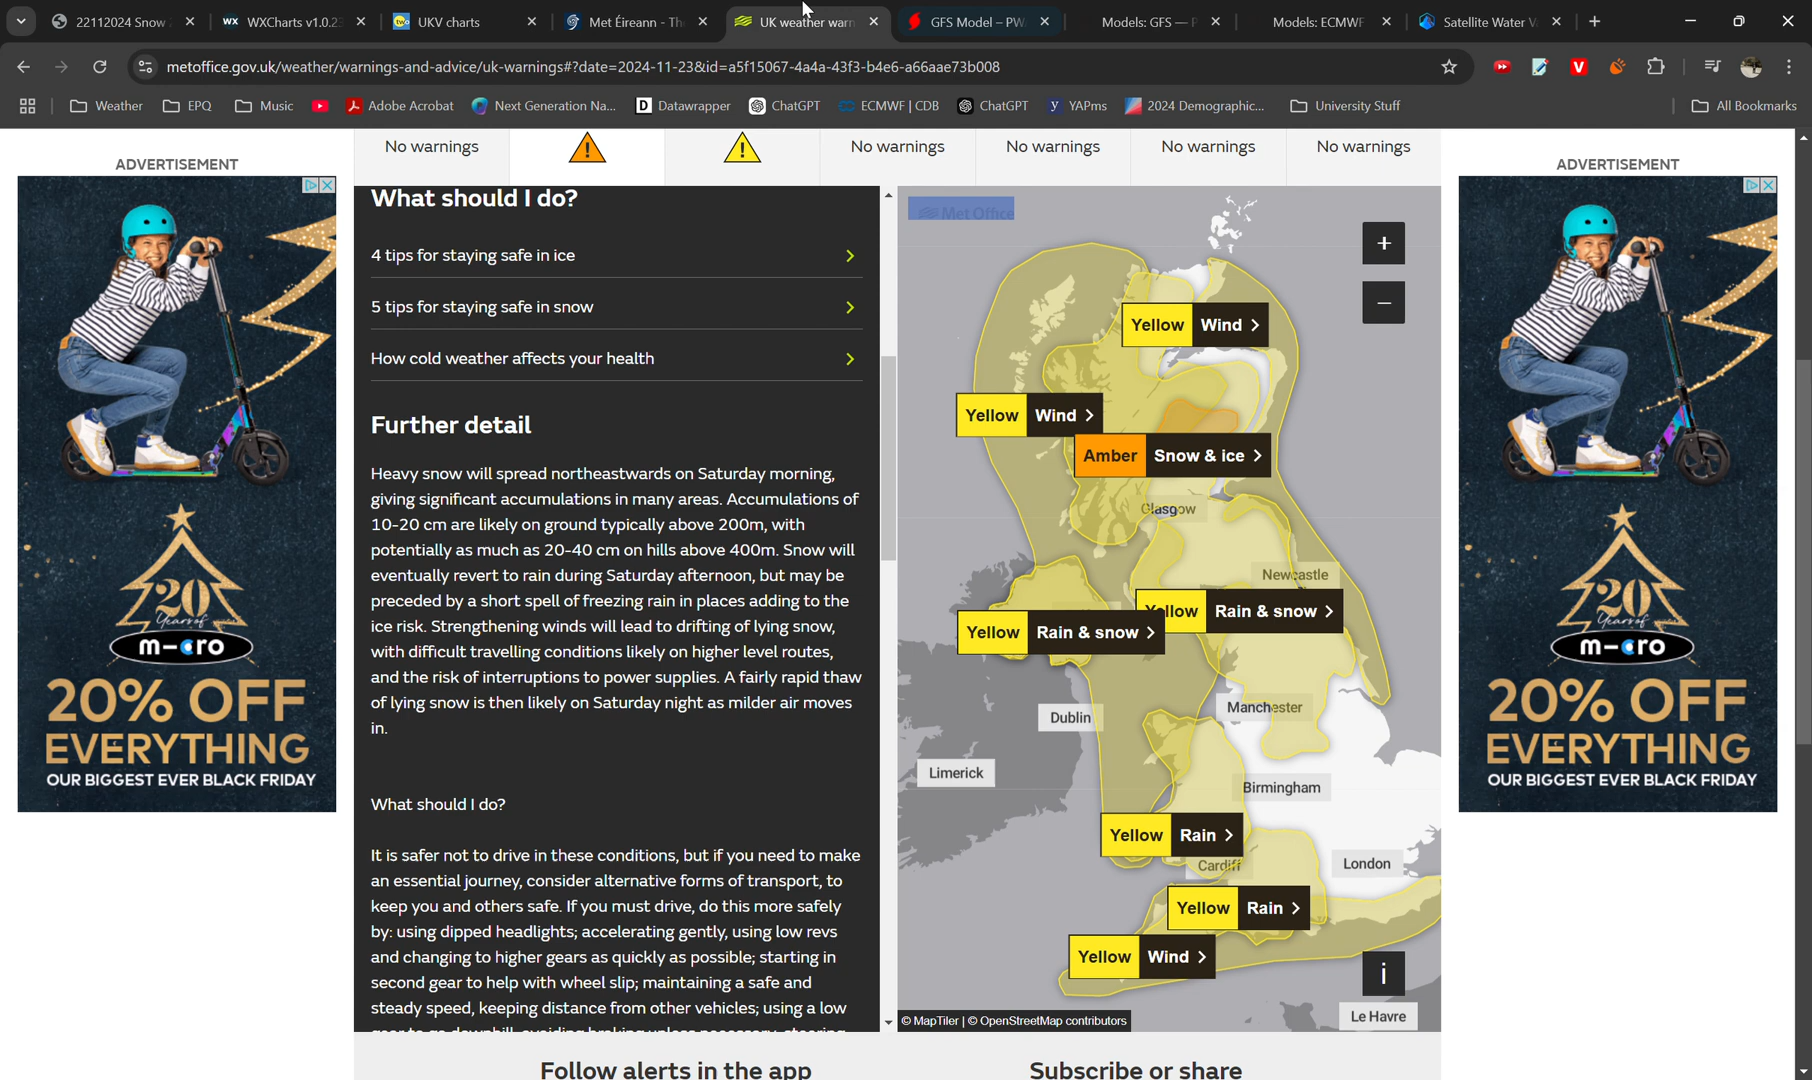 22112024 Snow
WXCharts v1.0.23
UKV charts
Met Éireann - Th
UK weather warn
GFS Model – PW
Models: GFS — P
Models: ECMWF
Satellite Water V
metoffice.gov.uk/weather/warnings-and-advice/uk-warnings#?date=2024-11-23&id=a5f15067-4a4a-43f3-b4e6-a66aae73b008
Weather
EPQ
Music
Adobe Acrobat
Next Generation Na...
Datawrapper
ChatGPT
ECMWF | CDB
ChatGPT
YAPms
2024 Demographic...
University Stuff
All Bookmarks
No warnings
No warnings
No warnings
No warnings
No warnings
ADVERTISEMENT
20
Years of
m-cro
20% OFF
EVERYTHING
OUR BIGGEST EVER BLACK FRIDAY
What should I do?
4 tips for staying safe in ice
5 tips for staying safe in snow
How cold weather affects your health
Further detail
Heavy snow will spread northeastwards on Saturday morning,
giving significant accumulations in many areas. Accumulations of
10-20 cm are likely on ground typically above 200m, with
potentially as much as 20-40 cm on hills above 400m. Snow will
eventually revert to rain during Saturday afternoon, but may be
preceded by a short spell of freezing rain in places adding to the
ice risk. Strengthening winds will lead to drifting of lying snow,
with difficult travelling conditions likely on higher level routes,
and the risk of interruptions to power supplies. A fairly rapid thaw
of lying snow is then likely on Saturday night as milder air moves
in.
What should I do?
It is safer not to drive in these conditions, but if you need to make
an essential journey, consider alternative forms of transport, to
keep you and others safe. If you must drive, do this more safely
by: using dipped headlights; accelerating gently, using low revs
and changing to higher gears as quickly as possible; starting in
second gear to help with wheel slip; maintaining a safe and
steady speed, keeping distance from other vehicles; using a low
Met Office
+
−
Yellow Wind
Yellow Wind
Amber Snow & ice
Glasgow
Newcastle
Yellow Rain & snow
Yellow Rain & snow
Manchester
Dublin
Limerick
Birmingham
Yellow Rain
Cardiff
London
Yellow Rain
Yellow Wind
i
Le Havre
© MapTiler | © OpenStreetMap contributors
ADVERTISEMENT
20
Years of
m-cro
20% OFF
EVERYTHING
OUR BIGGEST EVER BLACK FRIDAY
Follow alerts in the app
Subscribe or share